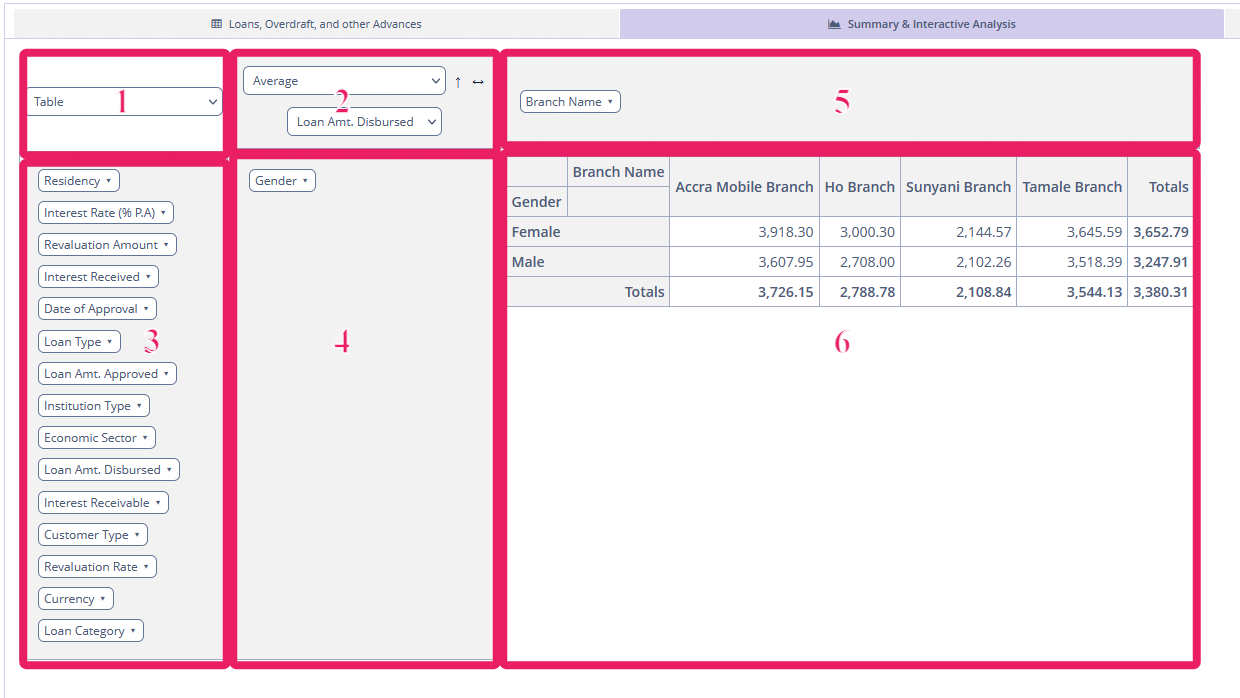 Loans, Overdraft, and other Advances
Summary & Interactive Analysis
Table
1
Average
↑ ↔
2
Loan Amt. Disbursed
Branch Name
5
Residency
Interest Rate (% P.A)
Revaluation Amount
Interest Received
Date of Approval
Loan Type
3
Loan Amt. Approved
Institution Type
Economic Sector
Loan Amt. Disbursed
Interest Receivable
Customer Type
Revaluation Rate
Currency
Loan Category
Gender
4
Branch Name Accra Mobile Branch Ho Branch Sunyani Branch Tamale Branch Totals
Gender
Female 3,918.30 3,000.30 2,144.57 3,645.59 3,652.79
Male 3,607.95 2,708.00 2,102.26 3,518.39 3,247.91
Totals 3,726.15 2,788.78 2,108.84 3,544.13 3,380.31
6